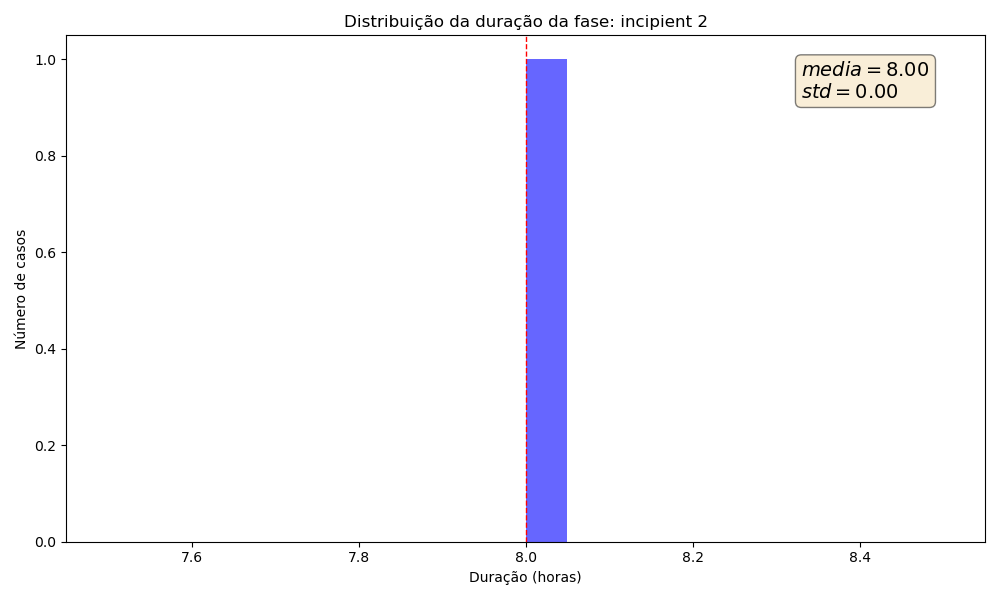 Distribuição da duração da fase: incipient 2
media = 8.00
std = 0.00
Número de casos
1.0
0.8
0.6
0.4
0.2
0.0
7.6 7.8 8.0 8.2 8.4
Duração (horas)